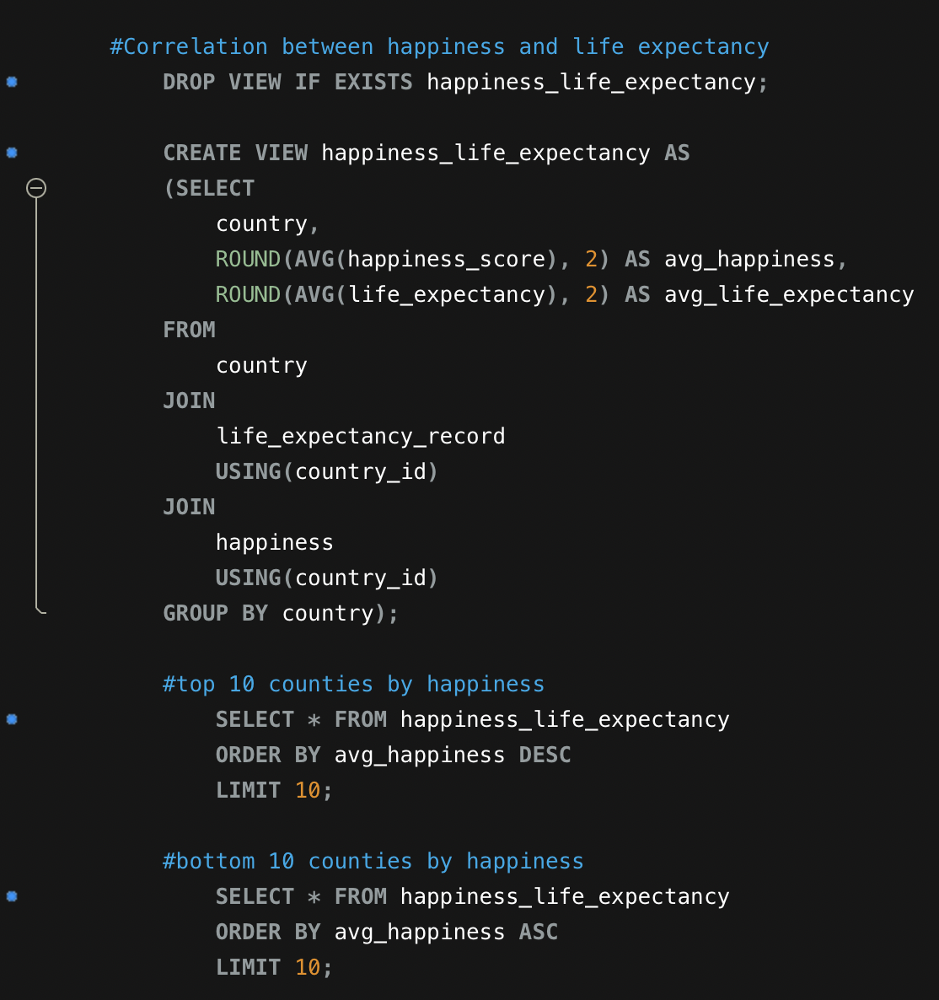 #Correlation between happiness and life expectancy
DROP VIEW IF EXISTS happiness_life_expectancy;
CREATE VIEW happiness_life_expectancy AS
(SELECT
country,
ROUND(AVG(happiness_score), 2) AS avg_happiness,
ROUND(AVG(life_expectancy), 2) AS avg_life_expectancy
FROM
country
JOIN
life_expectancy_record
USING(country_id)
JOIN
happiness
USING(country_id)
GROUP BY country);
#top 10 counties by happiness
SELECT * FROM happiness_life_expectancy
ORDER BY avg_happiness DESC
LIMIT 10;
#bottom 10 counties by happiness
SELECT * FROM happiness_life_expectancy
ORDER BY avg_happiness ASC
LIMIT 10;